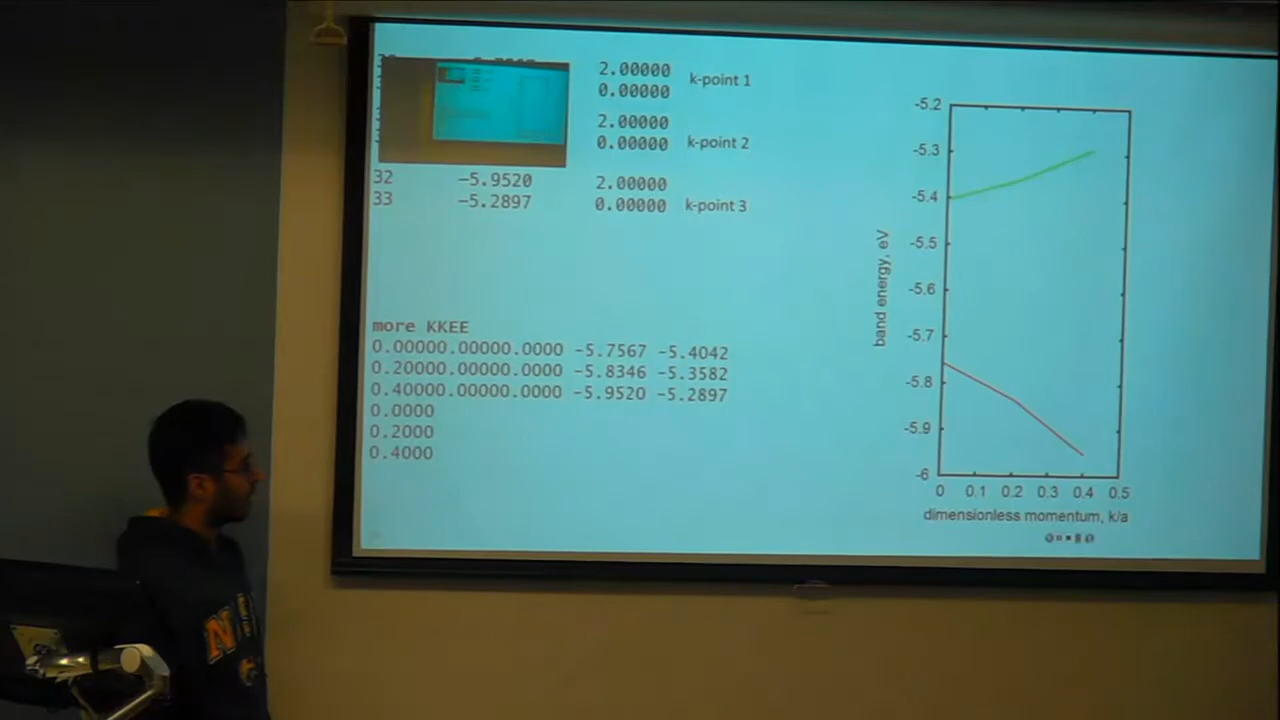 2.00000
0.00000 k-point 1
2.00000
0.00000 k-point 2
32 -5.9520 2.00000
33 -5.2897 0.00000 k-point 3
more KKEE
0.00000.00000.0000 -5.7567 -5.4042
0.20000.00000.0000 -5.8346 -5.3582
0.40000.00000.0000 -5.9520 -5.2897
0.0000
0.2000
0.4000
-5.2
-5.3
-5.4
-5.5
-5.6
-5.7
-5.8
-5.9
-6
band energy, eV
0 0.1 0.2 0.3 0.4 0.5
dimensionless momentum, k/a
N